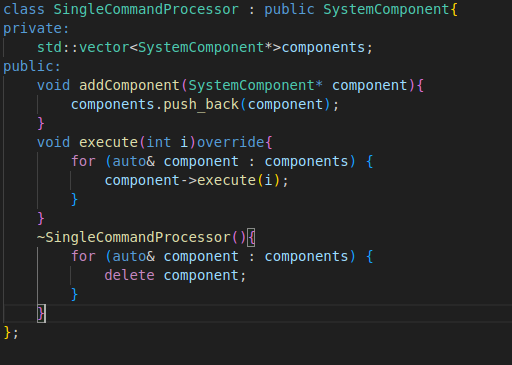 class SingleCommandProcessor : public SystemComponent{
private:
    std::vector<SystemComponent*>components;
public:
    void addComponent(SystemComponent* component){
        components.push_back(component);
    }
    void execute(int i)override{
        for (auto& component : components) {
            component->execute(i);
        }
    }
    ~SingleCommandProcessor(){
        for (auto& component : components) {
            delete component;
        }
    }
};